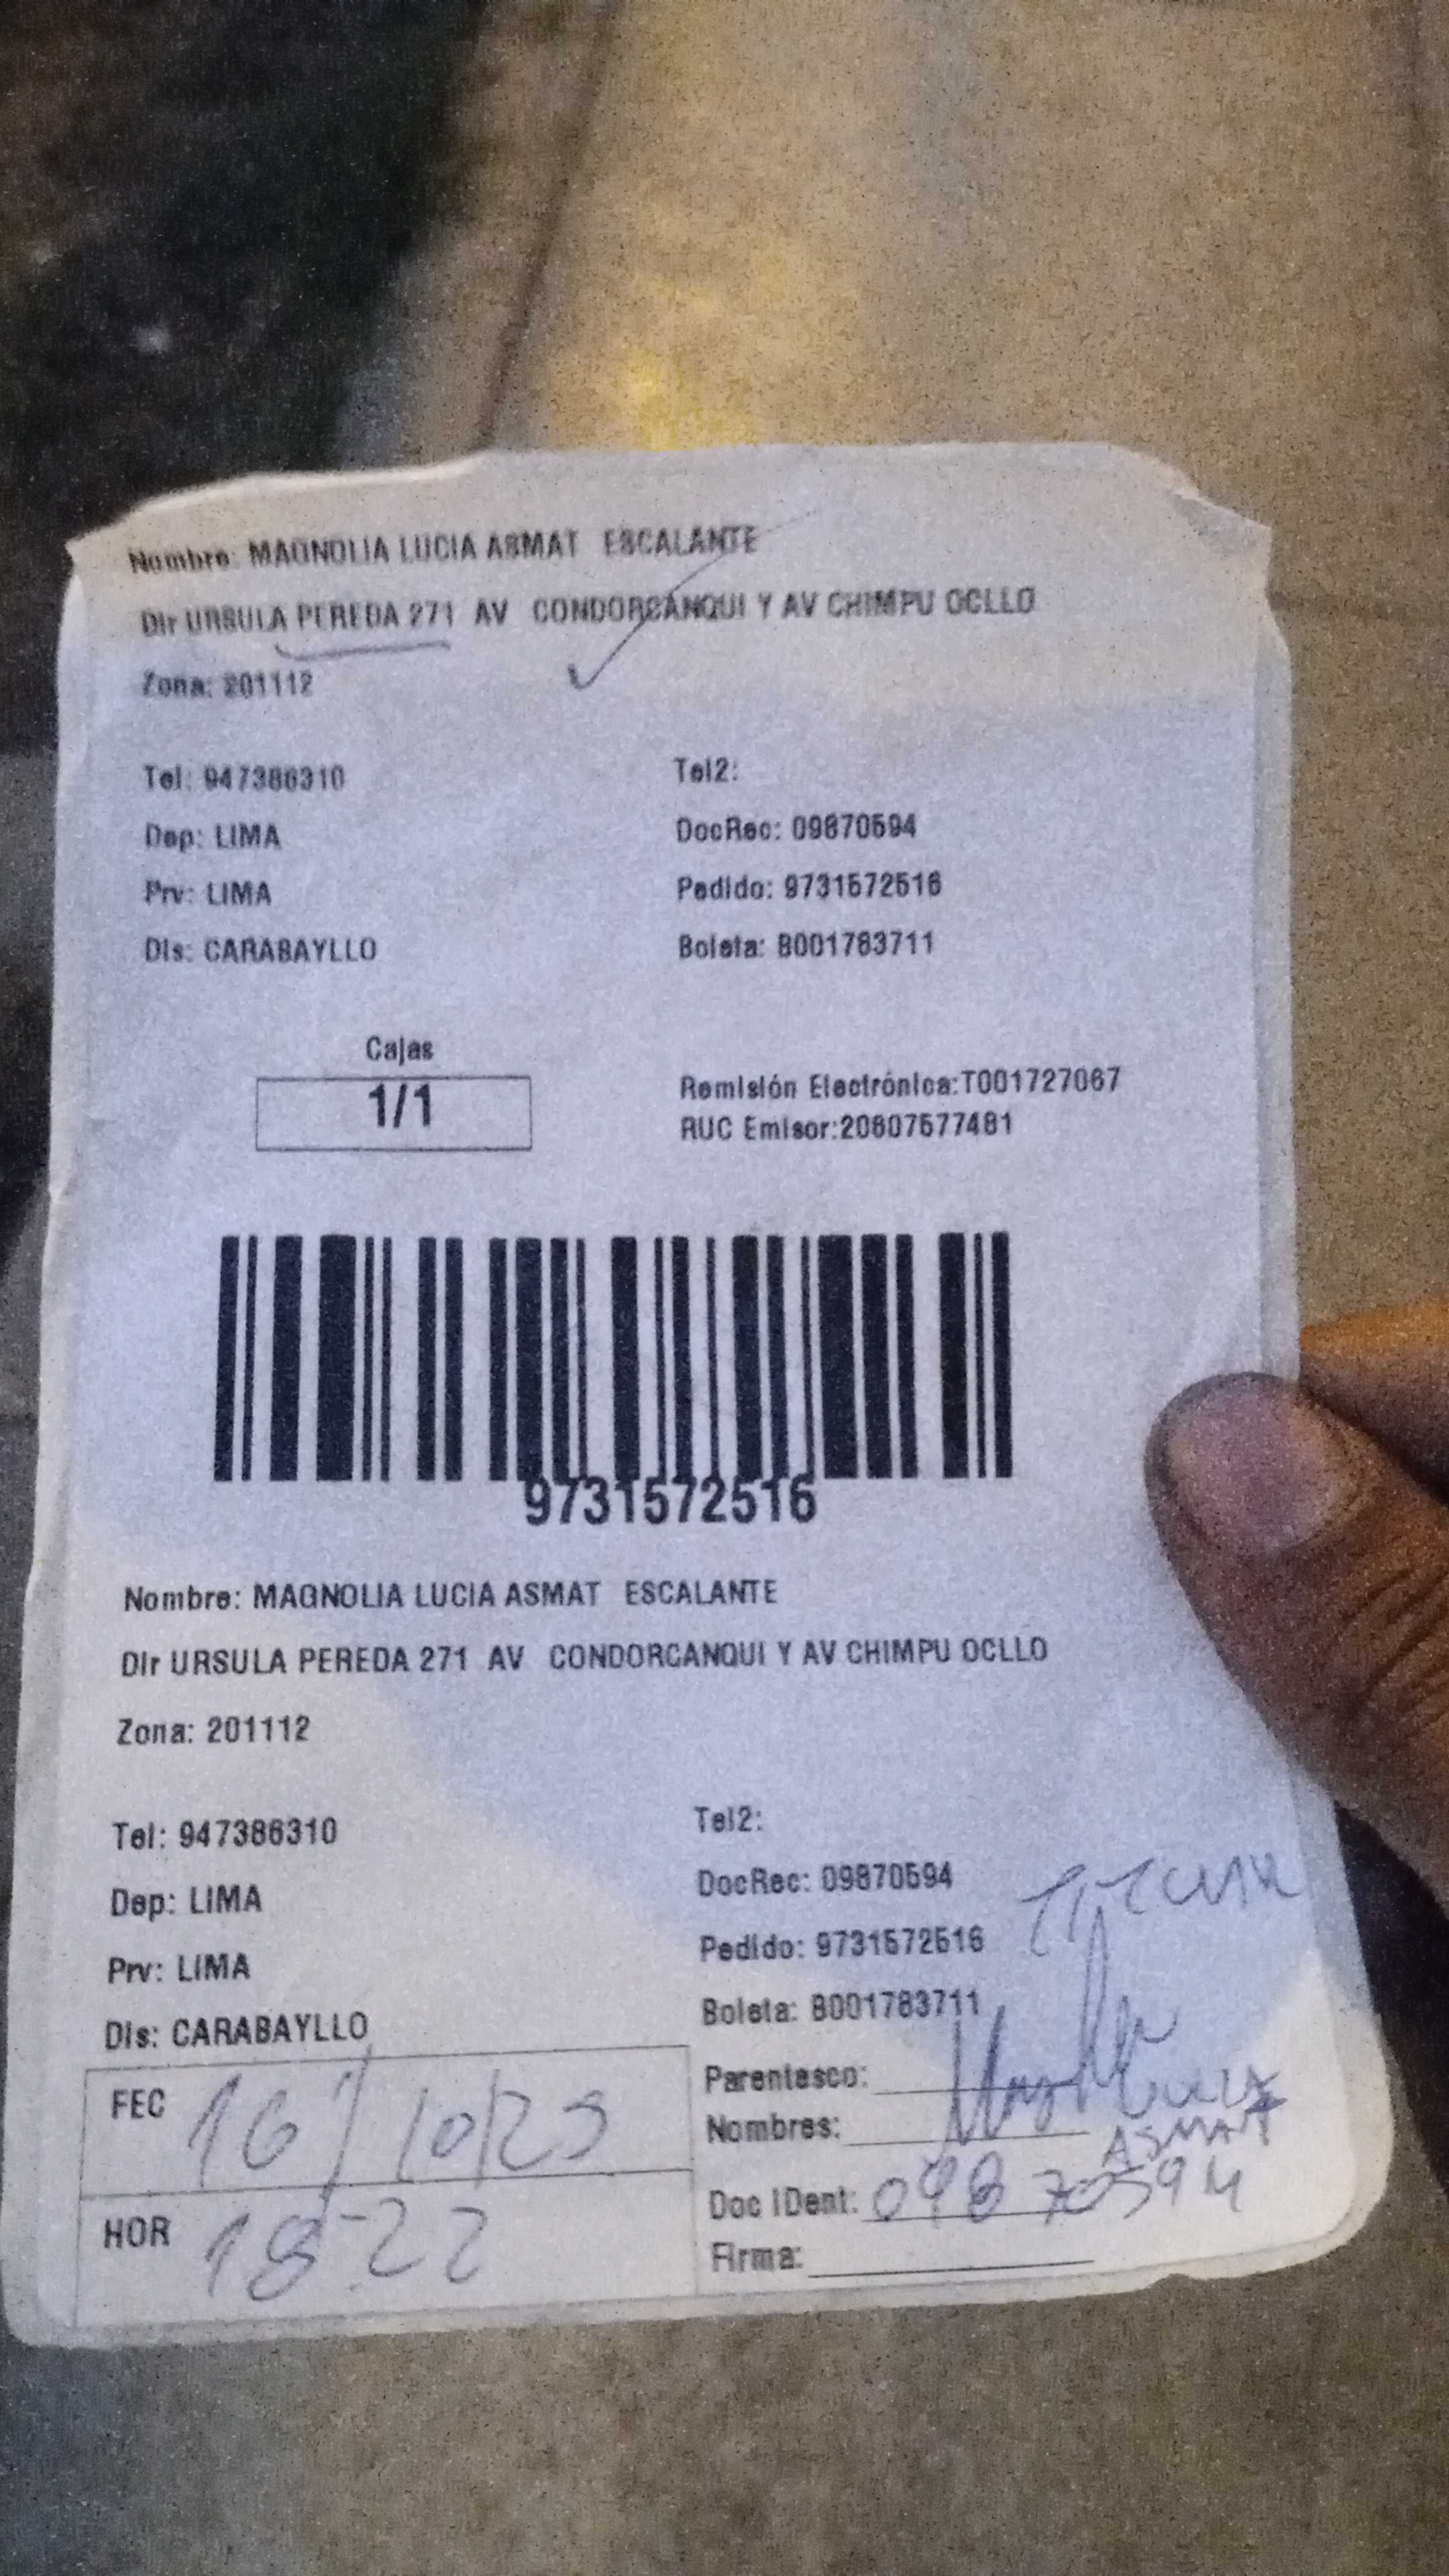 Nombre: MAGNOLIA LUCIA ASMAT ESCALANTE
Dir URSULA PEREDA 271 AV CONDORCANQUI Y AV CHIMPU OCLLO
Zona: 201112
Tel: 947386310 Tel2:
Dep: LIMA DocRec: 09870594
Prv: LIMA Pedido: 9731572516
Dis: CARABAYLLO Boleta: B001783711
Cajas
1/1
Remisión Electrónica:T001727067
RUC Emisor:20607577481
9731572516
Nombre: MAGNOLIA LUCIA ASMAT ESCALANTE
Dir URSULA PEREDA 271 AV CONDORCANQUI Y AV CHIMPU OCLLO
Zona: 201112
Tel: 947386310 Tel2:
Dep: LIMA DocRec: 09870594
Prv: LIMA Pedido: 9731572516
Dis: CARABAYLLO Boleta: B001783711
FEC 16/10/23
HOR 18:22
Parentesco:
Nombres: ASMAT
Doc IDent: 09870594
Firma: